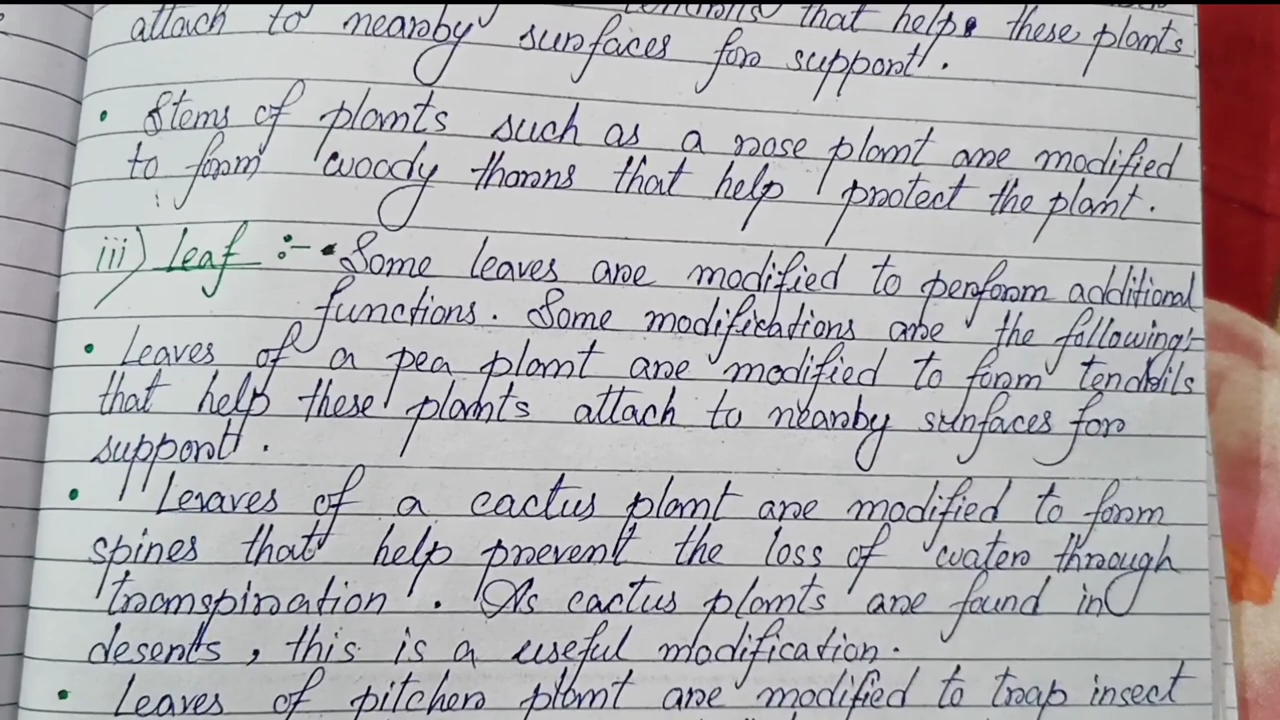 tendrils that help these plants
attach to nearby surfaces for support.
• Stems of plants such as a rose plant are modified
to form woody thorns that help protect the plant.
iii) Leaf :- • Some leaves are modified to perform additional
functions. Some modifications are the following:-
• Leaves of a pea plant are modified to form tendrils
that help these plants attach to nearby surfaces for
support.
• Leaves of a cactus plant are modified to form
spines that help prevent the loss of water through
transpiration. As cactus plants are found in
deserts, this is a useful modification.
• Leaves of pitcher plant are modified to trap insect